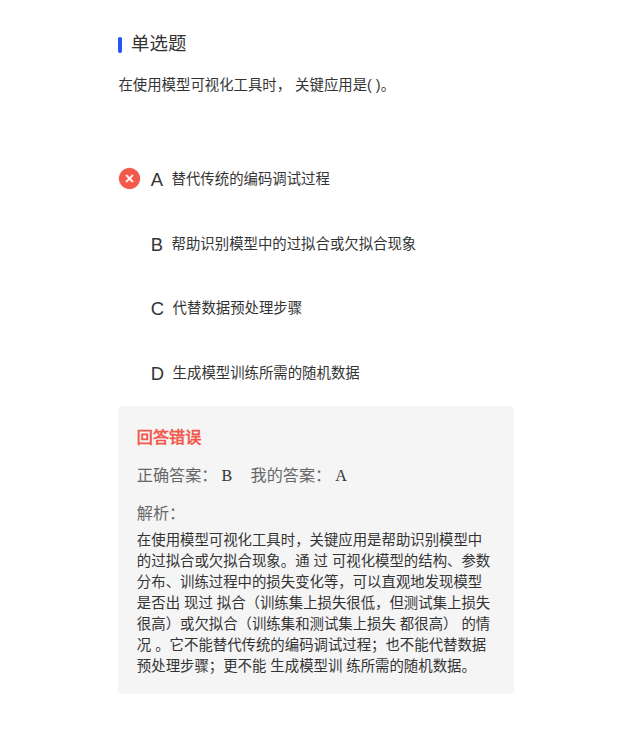 单选题
在使用模型可视化工具时， 关键应用是( )。
A 替代传统的编码调试过程
B 帮助识别模型中的过拟合或欠拟合现象
C 代替数据预处理步骤
D 生成模型训练所需的随机数据
回答错误
正确答案： B 我的答案： A
解析：
在使用模型可视化工具时，关键应用是帮助识别模型中
的过拟合或欠拟合现象。通 过 可视化模型的结构、参数
分布、训练过程中的损失变化等，可以直观地发现模型
是否出 现过 拟合（训练集上损失很低，但测试集上损失
很高）或欠拟合（训练集和测试集上损失 都很高） 的情
况 。它不能替代传统的编码调试过程；也不能代替数据
预处理步骤；更不能 生成模型训 练所需的随机数据。